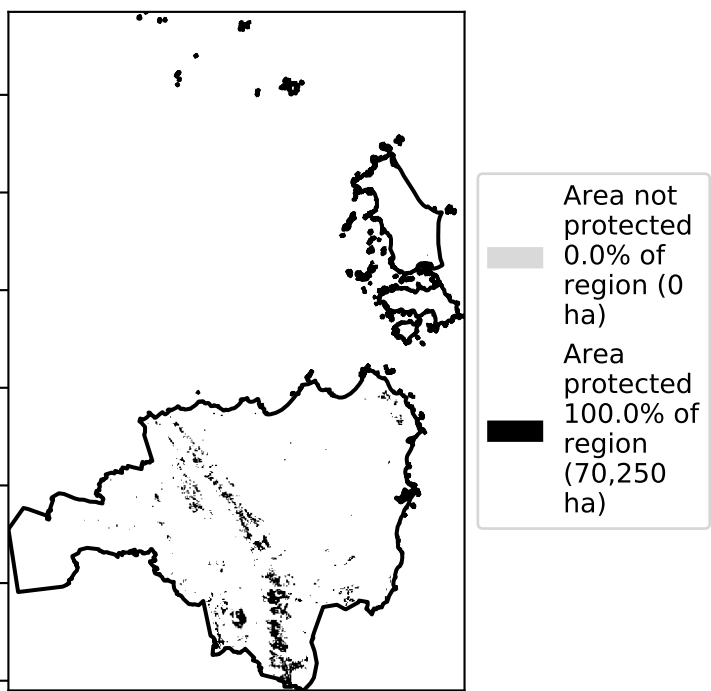 Area not
protected
0.0% of
region (0
ha)
Area
protected
100.0% of
region
(70,250
ha)